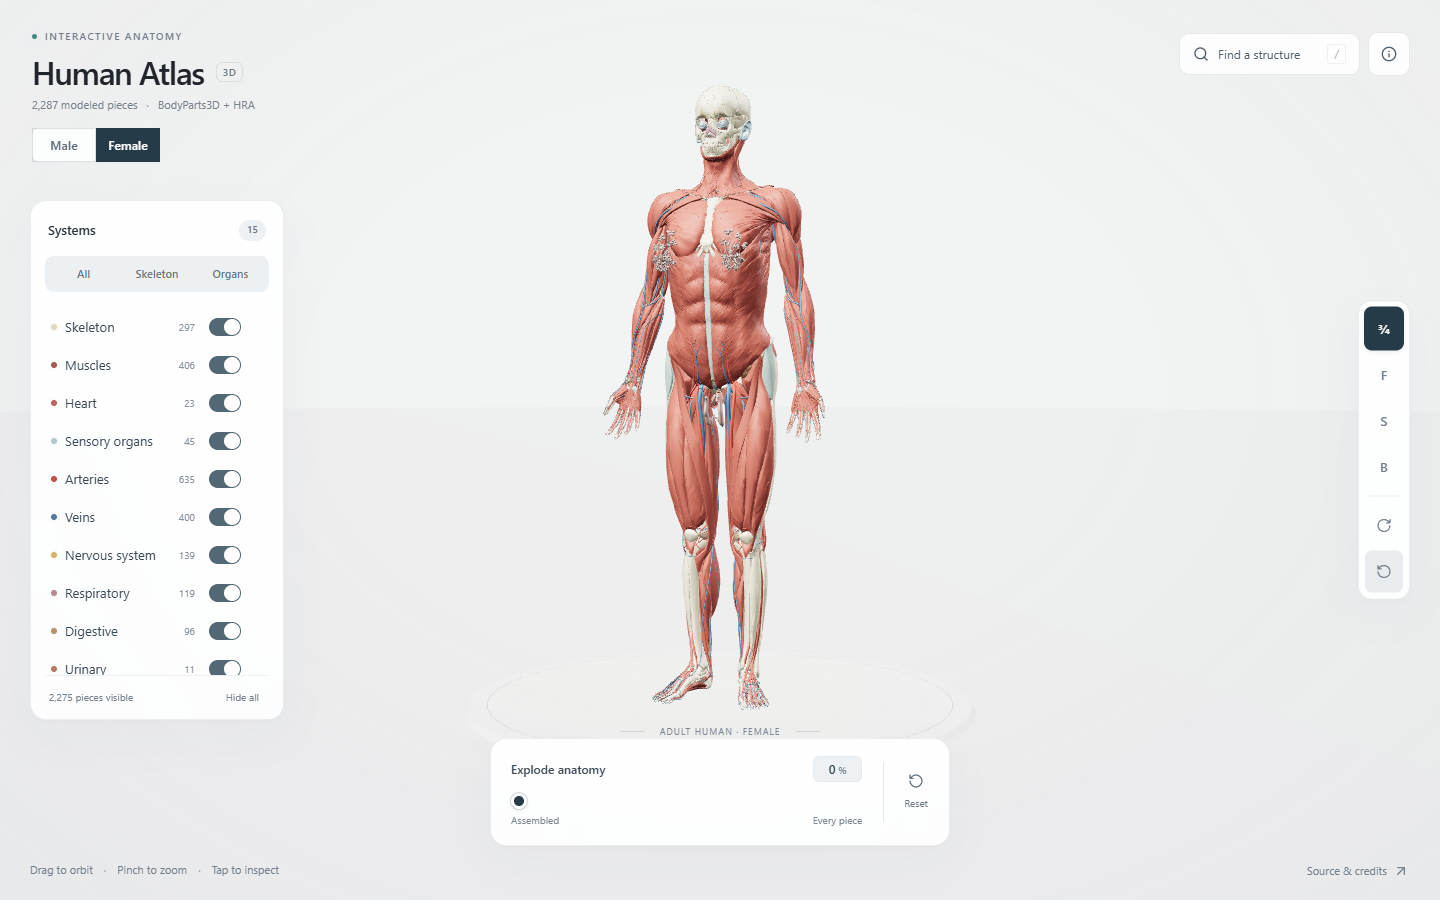 INTERACTIVE ANATOMY
Human Atlas 3D
2,287 modeled pieces · BodyParts3D + HRA
Male Female
Find a structure /
Systems 15
All Skeleton Organs
Skeleton 297
Muscles 406
Heart 23
Sensory organs 45
Arteries 635
Veins 400
Nervous system 139
Respiratory 119
Digestive 96
Urinary 11
2,275 pieces visible Hide all
¾
F
S
B
ADULT HUMAN · FEMALE
Explode anatomy 0 %
Assembled Every piece
Reset
Drag to orbit · Pinch to zoom · Tap to inspect
Source & credits